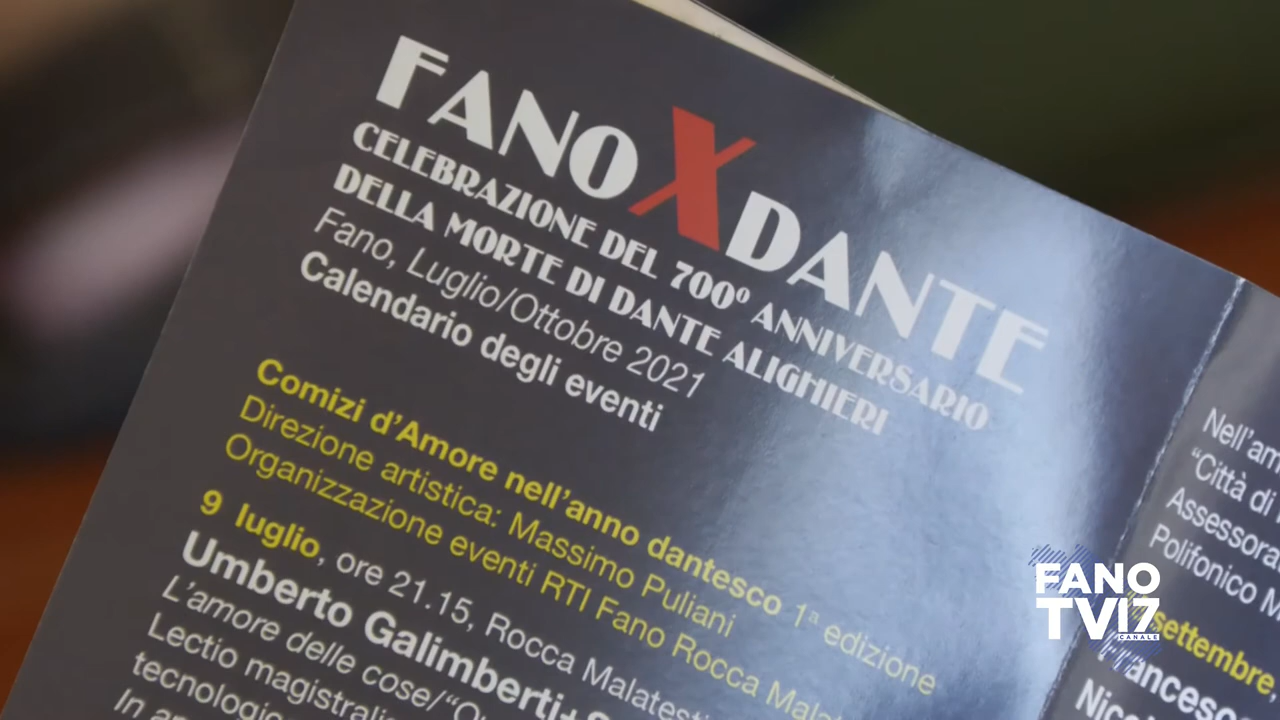 FANO X DANTE
CELEBRAZIONE DEL 700° ANNIVERSARIO
DELLA MORTE DI DANTE ALIGHIERI
Fano, Luglio/Ottobre 2021
Calendario degli eventi
Comizi d'Amore nell'anno dantesco 1ª edizione
Direzione artistica: Massimo Puliani
Organizzazione eventi RTI Fano Rocca
9 luglio, ore 21.15, Rocca
Umberto Galimberti+
L'amore delle cose/"
Lectio
In
Nell'am
"Città di
Assessora
Polifonico M
settembre,
Francesco
FANO
TV17
CANALE